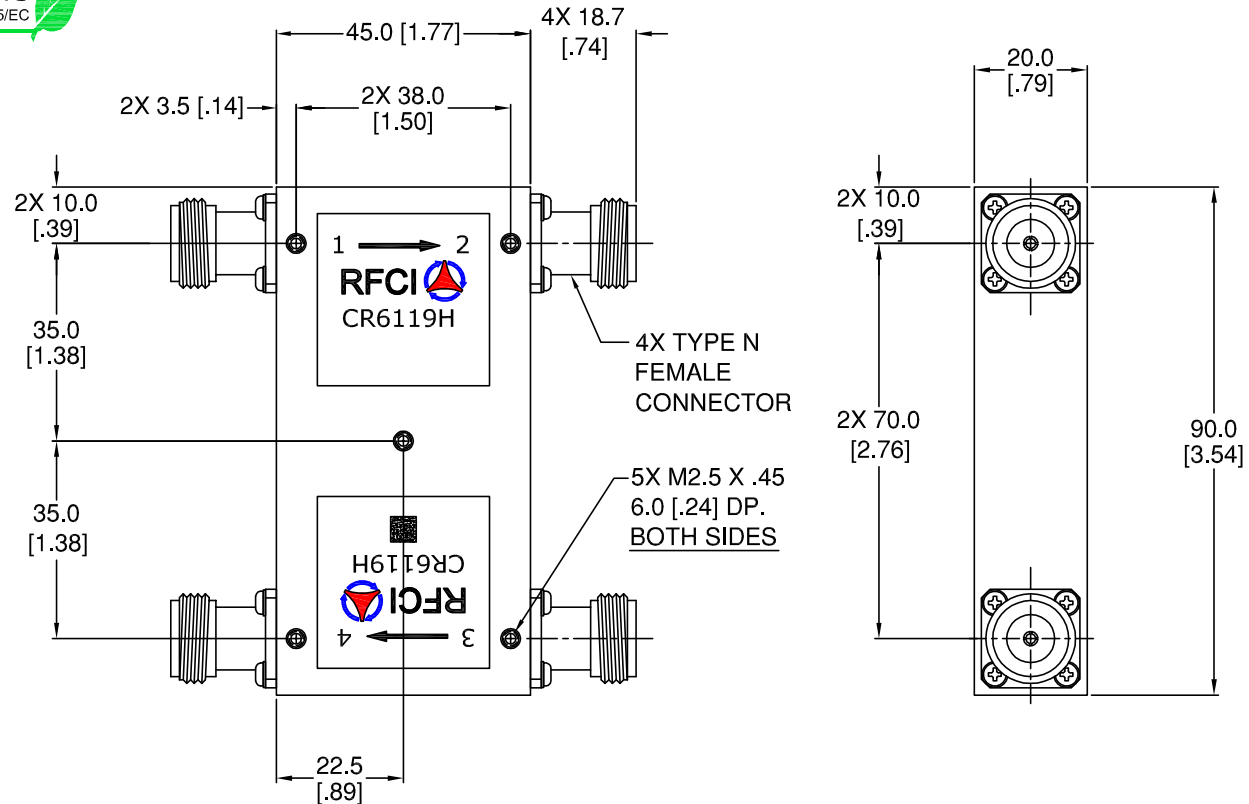 5/EC
45.0 [1.77]
4X 18.7
[.74]
2X 3.5 [.14]
2X 38.0
[1.50]
2X 10.0
[.39]
35.0
[1.38]
35.0
[1.38]
22.5
[.89]
1 2
RFCI
CR6119H
4X TYPE N
FEMALE
CONNECTOR
5X M2.5 X .45
6.0 [.24] DP.
BOTH SIDES
3 4
RFCI
CR6119H
20.0
[.79]
2X 10.0
[.39]
2X 70.0
[2.76]
90.0
[3.54]